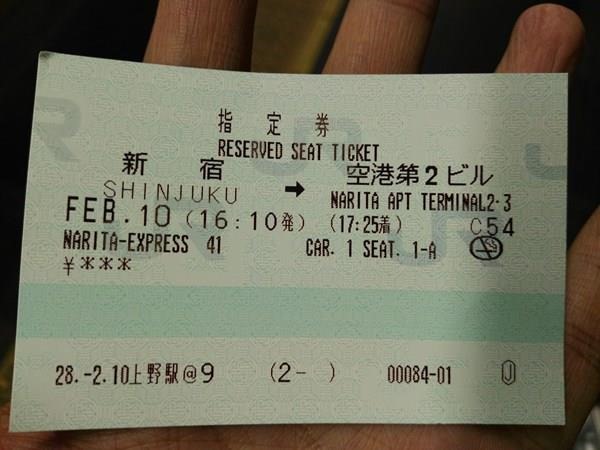 指定券
RESERVED SEAT TICKET
新宿 → 空港第2ビル
SHINJUKU NARITA APT TERMINAL2・3
FEB.10 (16:10発) (17:25着) C54
NARITA-EXPRESS 41 CAR. 1 SEAT. 1-A
¥***
28.-2.10上野駅@9 (2- ) 00084-01 Ⓙ